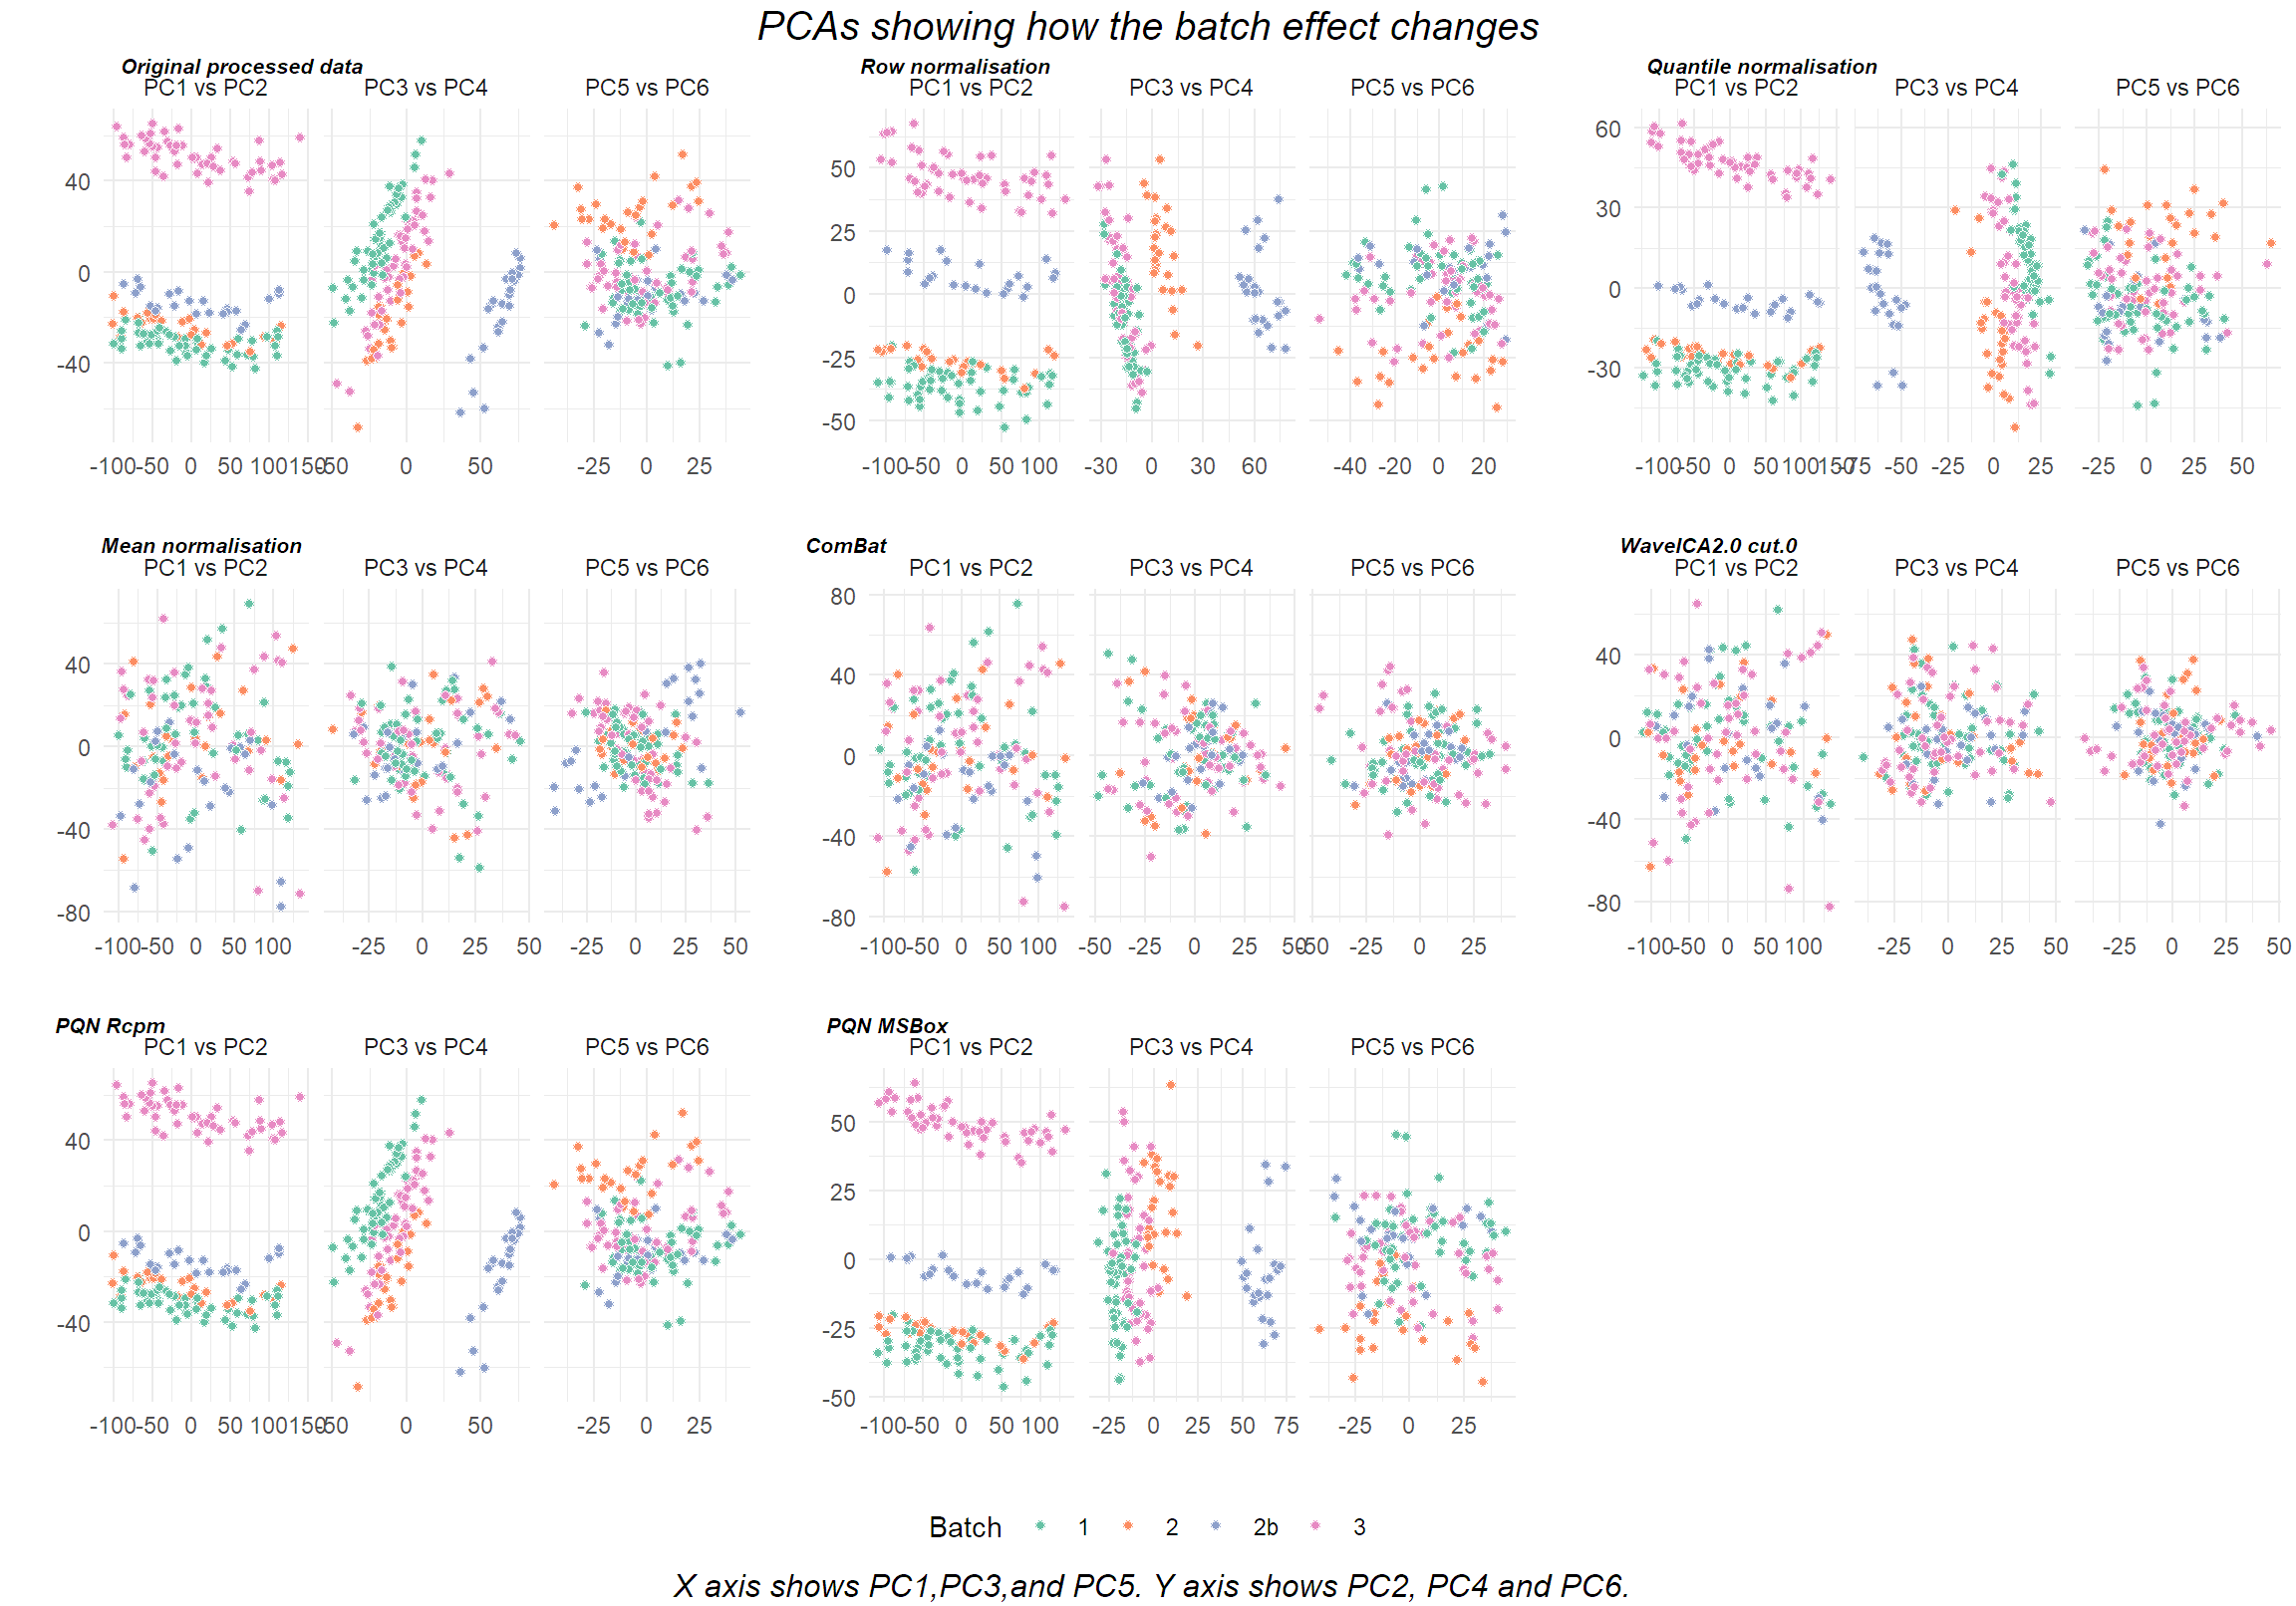 PCAs showing how the batch effect changes
Original processed data
PC1 vs PC2 PC3 vs PC4 PC5 vs PC6
40
0
-40
-100 -50 0 50 100 150 -50 0 50 -25 0 25
Row normalisation
PC1 vs PC2 PC3 vs PC4 PC5 vs PC6
50
25
0
-25
-50
-100 -50 0 50 100 -30 0 30 60 -40 -20 0 20
Quantile normalisation
PC1 vs PC2 PC3 vs PC4 PC5 vs PC6
60
30
0
-30
-100 -50 0 50 100 150 -75 -50 -25 0 25 -25 0 25 50
Mean normalisation
PC1 vs PC2 PC3 vs PC4 PC5 vs PC6
40
0
-40
-80
-100 -50 0 50 100 -25 0 25 50 -25 0 25 50
ComBat
PC1 vs PC2 PC3 vs PC4 PC5 vs PC6
80
40
0
-40
-80
-100 -50 0 50 100 -50 -25 0 25 50 -50 -25 0 25
WaveICA2.0 cut.0
PC1 vs PC2 PC3 vs PC4 PC5 vs PC6
40
0
-40
-80
-100 -50 0 50 100 -25 0 25 50 -25 0 25 50
PQN Rcpm
PC1 vs PC2 PC3 vs PC4 PC5 vs PC6
40
0
-40
-100 -50 0 50 100 150 -50 0 50 -25 0 25
PQN MSBox
PC1 vs PC2 PC3 vs PC4 PC5 vs PC6
50
25
0
-25
-50
-100 -50 0 50 100 -25 0 25 50 75 -25 0 25
Batch 1 2 2b 3
X axis shows PC1,PC3,and PC5. Y axis shows PC2, PC4 and PC6.